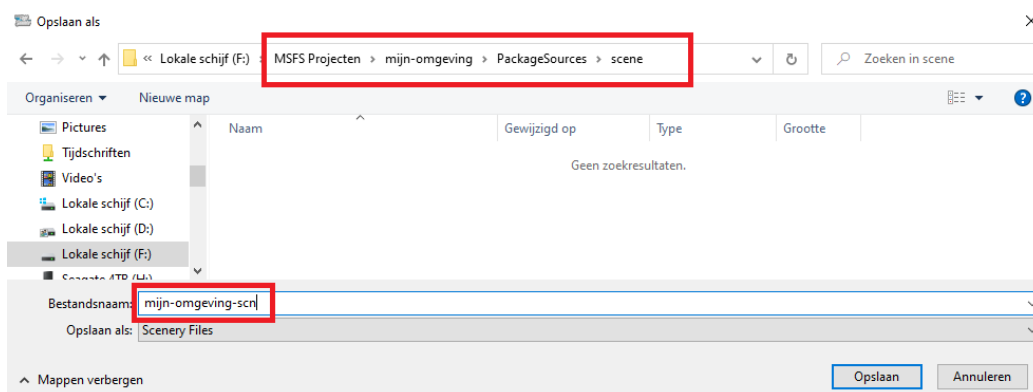 Opslaan als
« Lokale schijf (F:) › MSFS Projecten › mijn-omgeving › PackageSources › scene
Zoeken in scene
Organiseren
Nieuwe map
Naam
Gewijzigd op
Type
Grootte
Geen zoekresultaten.
Pictures
Tijdschriften
Video's
Lokale schijf (C:)
Lokale schijf (D:)
Lokale schijf (F:)
Seagate 4TB (H:)
Bestandsnaam: mijn-omgeving-scn
Opslaan als: Scenery Files
Mappen verbergen
Opslaan
Annuleren